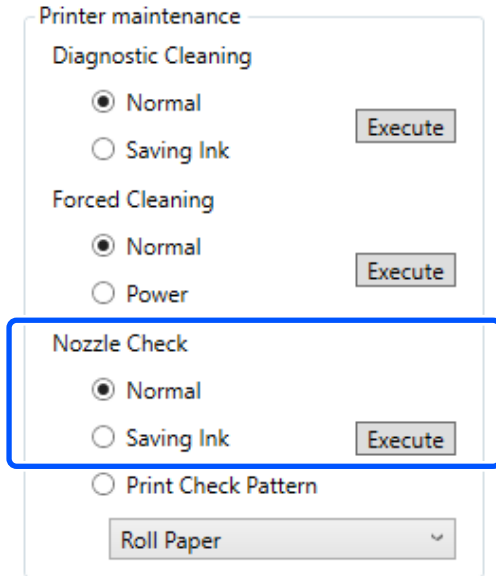 Printer maintenance
Diagnostic Cleaning
Normal
Saving Ink
Execute
Forced Cleaning
Normal
Power
Execute
Nozzle Check
Normal
Saving Ink
Execute
Print Check Pattern
Roll Paper